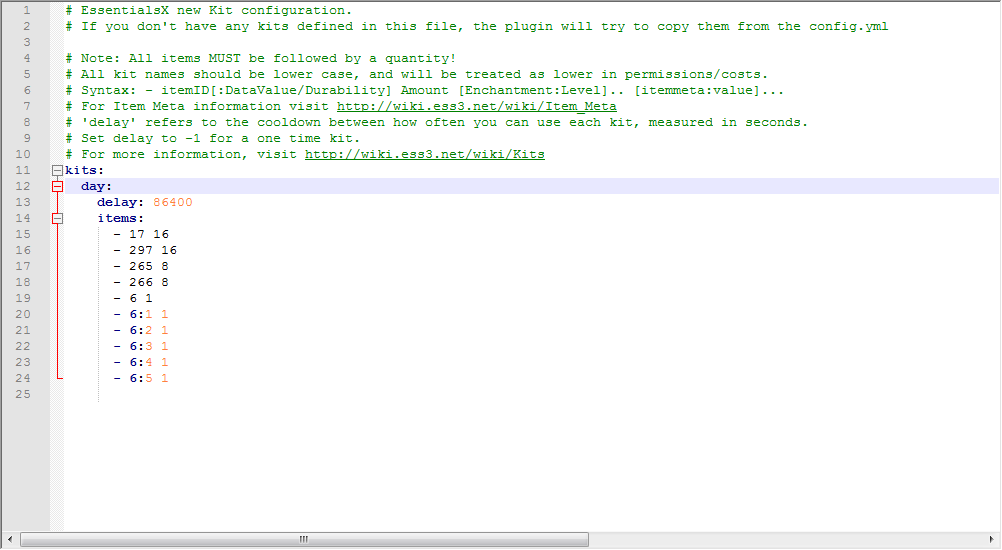 1 # EssentialsX new Kit configuration.
2 # If you don't have any kits defined in this file, the plugin will try to copy them from the config.yml
3
4 # Note: All items MUST be followed by a quantity!
5 # All kit names should be lower case, and will be treated as lower in permissions/costs.
6 # Syntax: - itemID[:DataValue/Durability] Amount [Enchantment:Level].. [itemmeta:value]...
7 # For Item Meta information visit http://wiki.ess3.net/wiki/Item_Meta
8 # 'delay' refers to the cooldown between how often you can use each kit, measured in seconds.
9 # Set delay to -1 for a one time kit.
10 # For more information, visit http://wiki.ess3.net/wiki/Kits
11 kits:
12   day:
13     delay: 86400
14     items:
15       - 17 16
16       - 297 16
17       - 265 8
18       - 266 8
19       - 6 1
20       - 6:1 1
21       - 6:2 1
22       - 6:3 1
23       - 6:4 1
24       - 6:5 1
25